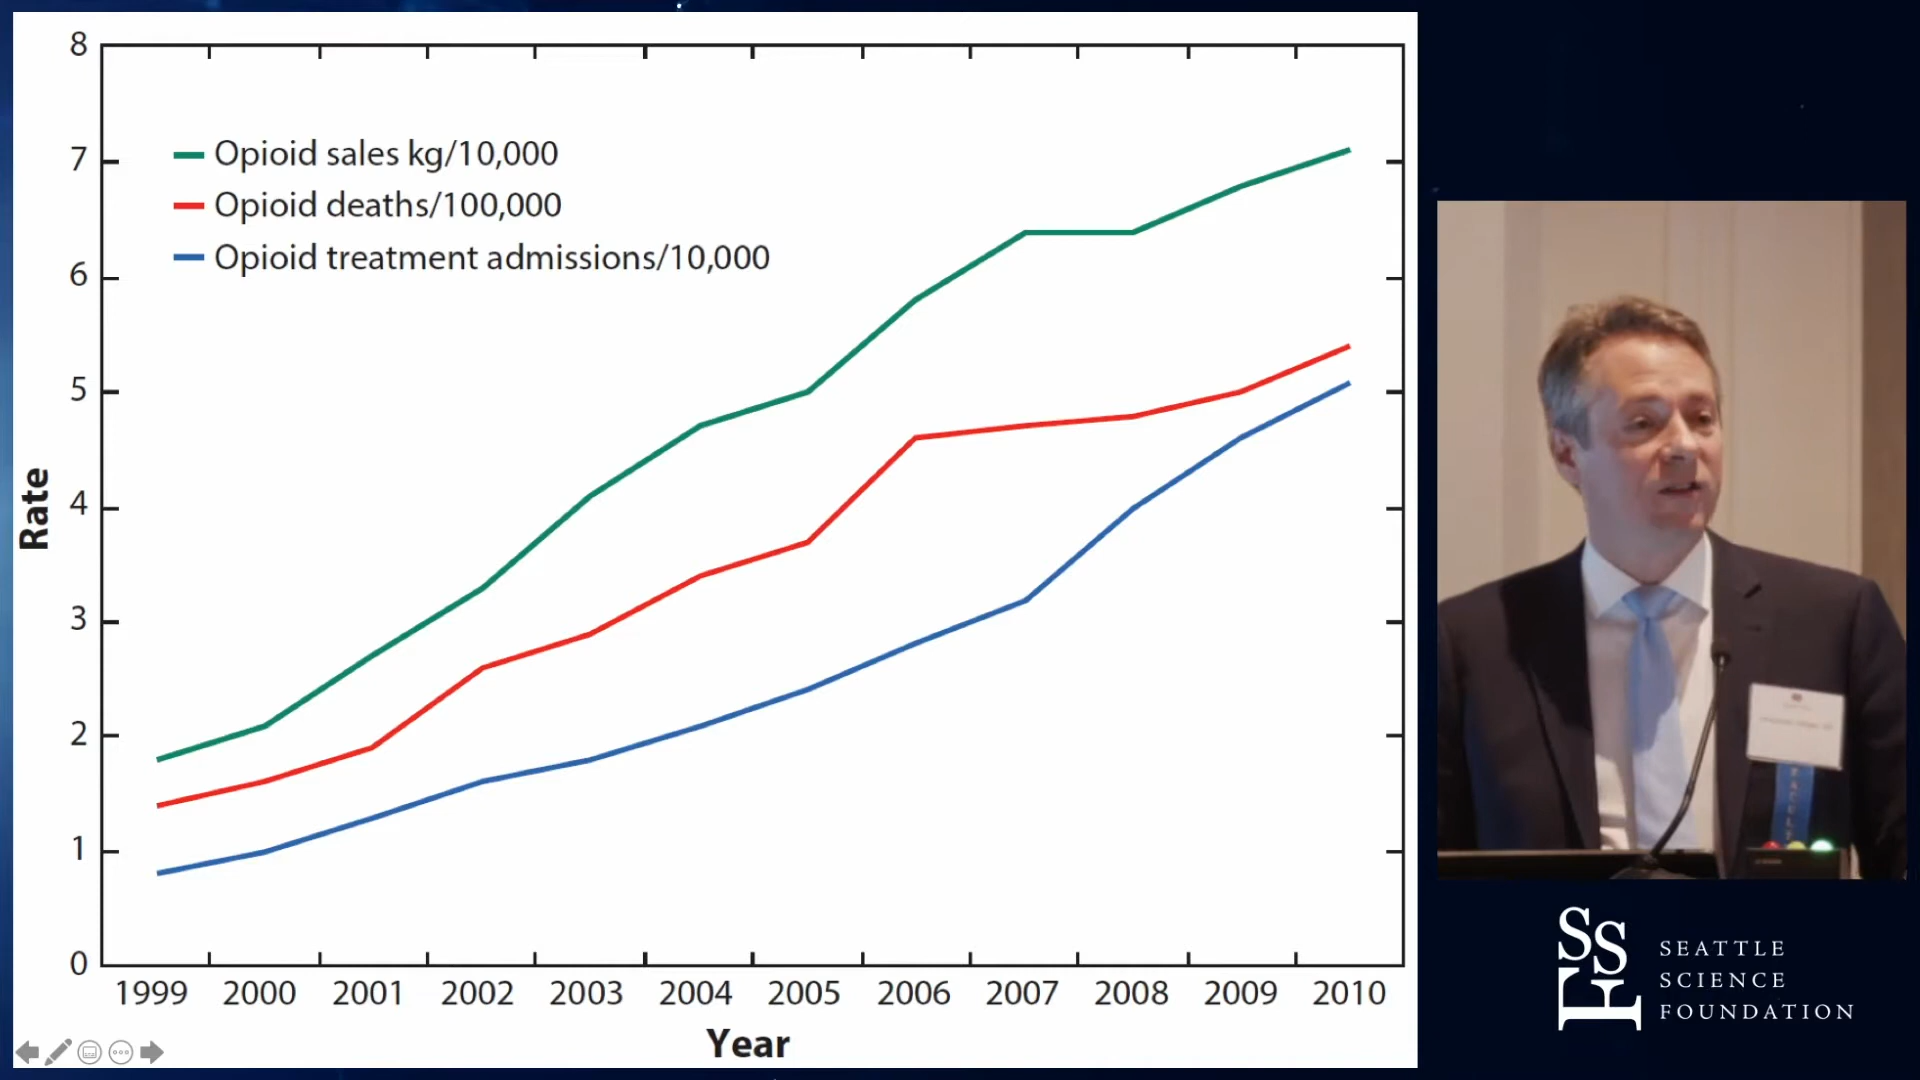 8
7
6
5
4
3
2
1
0
Opioid sales kg/10,000
Opioid deaths/100,000
Opioid treatment admissions/10,000
Rate
1999 2000 2001 2002 2003 2004 2005 2006 2007 2008 2009 2010
Year
SSF
SEATTLE
SCIENCE
FOUNDATION